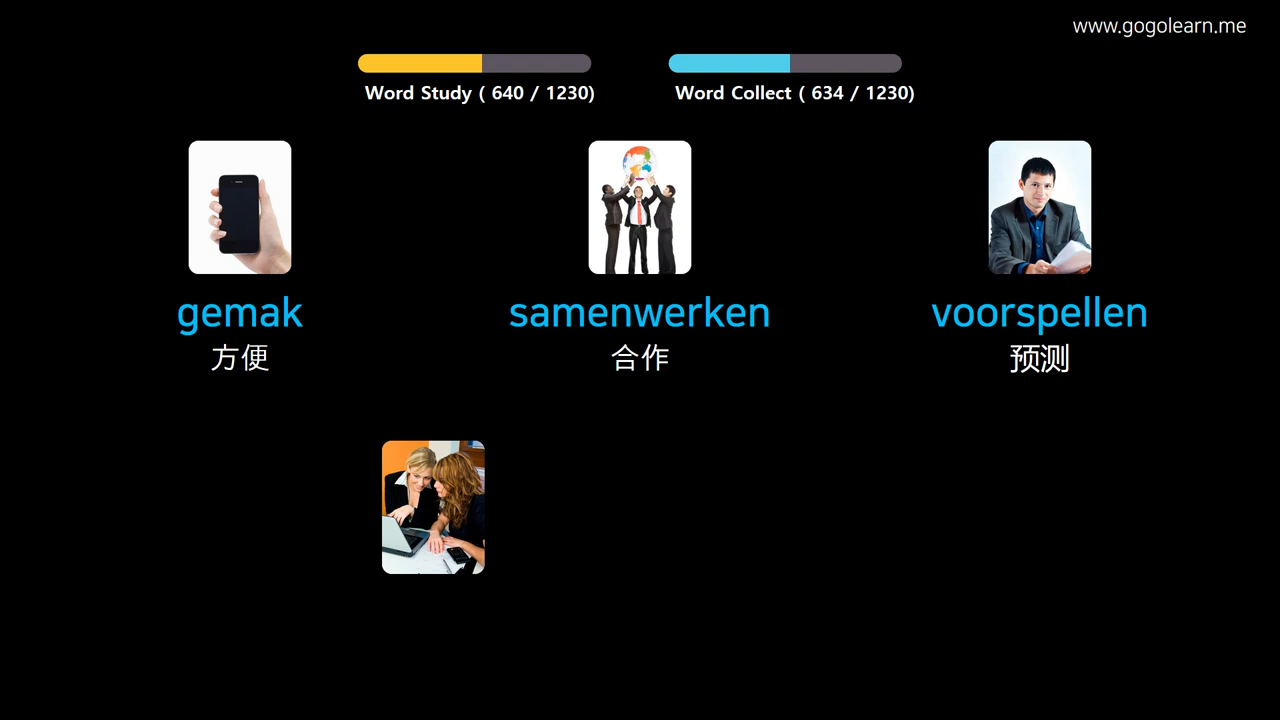 www.gogolearn.me
Word Study ( 640 / 1230)
Word Collect ( 634 / 1230)
gemak
方便
samenwerken
合作
voorspellen
预测